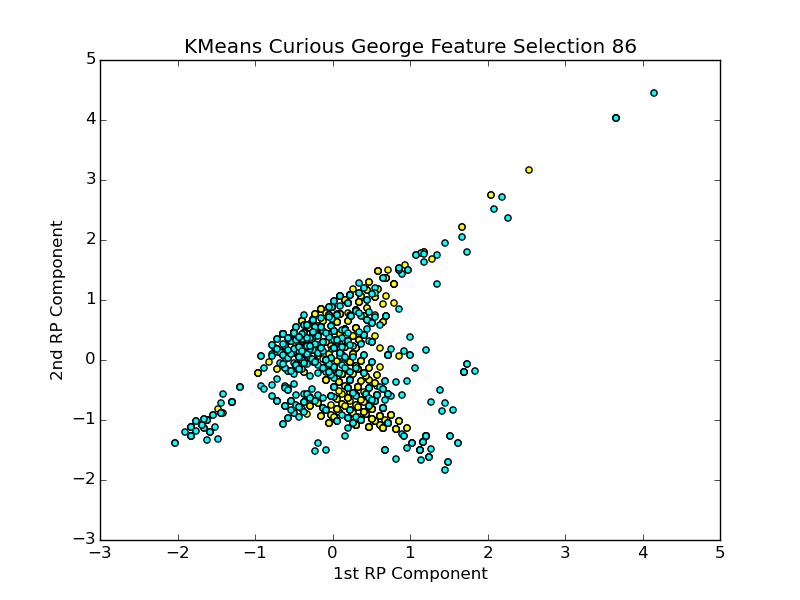 KMeans Curious George Feature Selection 86
5
4
3
2
1
0
−1
−2
−3
2nd RP Component
−3 −2 −1 0 1 2 3 4 5
1st RP Component